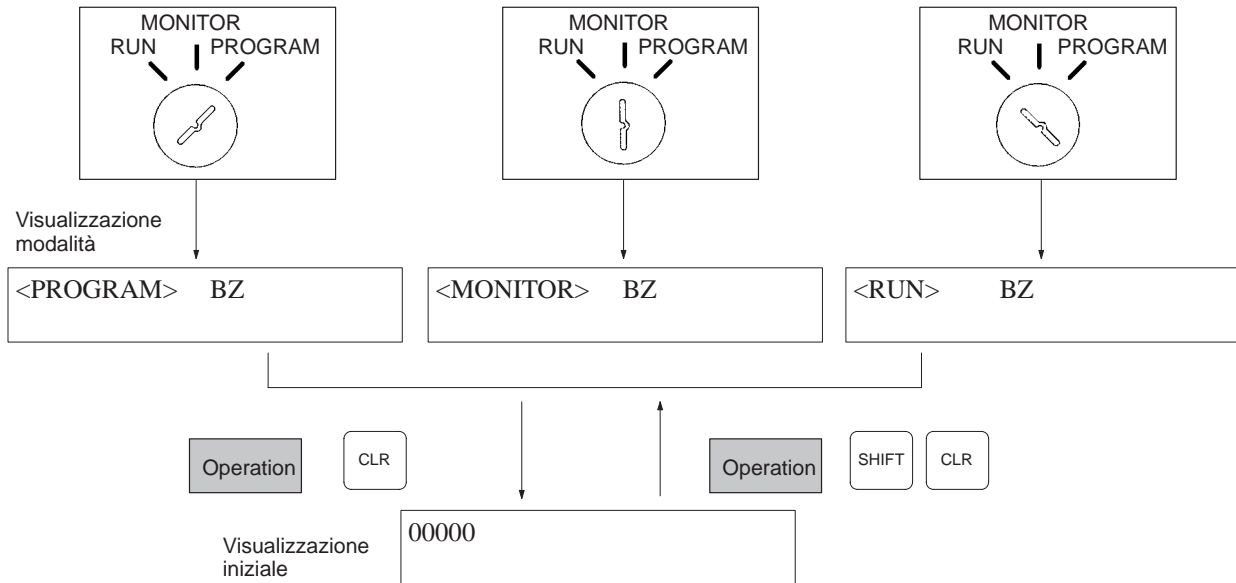 MONITOR
RUN PROGRAM
MONITOR
RUN PROGRAM
MONITOR
RUN PROGRAM
Visualizzazione
modalità
<PROGRAM> BZ
<MONITOR> BZ
<RUN> BZ
Operation
CLR
Operation
SHIFT
CLR
Visualizzazione
iniziale
00000